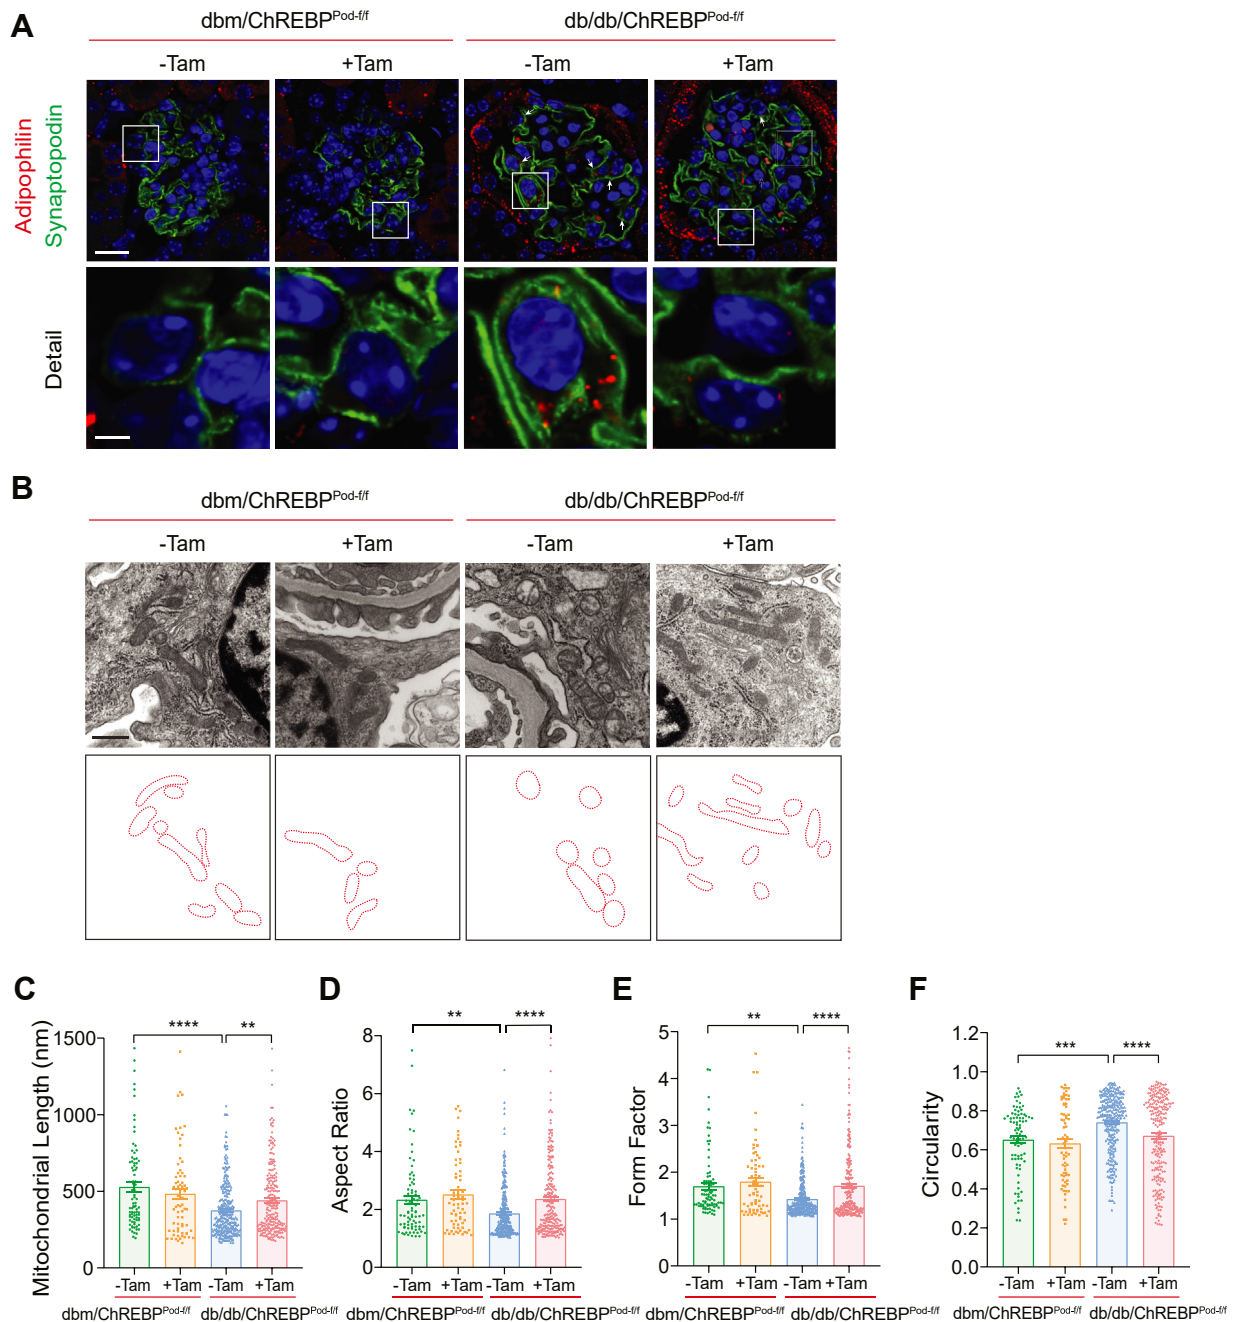 A
dbm/ChREBPPod-f/f
db/db/ChREBPPod-f/f
-Tam
+Tam
-Tam
+Tam
Adipophilin
Synaptopodin
Detail
B
dbm/ChREBPPod-f/f
db/db/ChREBPPod-f/f
-Tam
+Tam
-Tam
+Tam
C
Mitochondrial Length (nm)
1500
1000
500
0
****
**
-Tam
+Tam
-Tam
+Tam
dbm/ChREBPPod-f/f
db/db/ChREBPPod-f/f
D
Aspect Ratio
8
6
4
2
0
**
****
-Tam
+Tam
-Tam
+Tam
dbm/ChREBPPod-f/f
db/db/ChREBPPod-f/f
E
Form Factor
5
4
3
2
1
0
**
****
-Tam
+Tam
-Tam
+Tam
dbm/ChREBPPod-f/f
db/db/ChREBPPod-f/f
F
Circularity
1.2
1.0
0.8
0.6
0.4
0.2
0.0
***
****
-Tam
+Tam
-Tam
+Tam
dbm/ChREBPPod-f/f
db/db/ChREBPPod-f/f